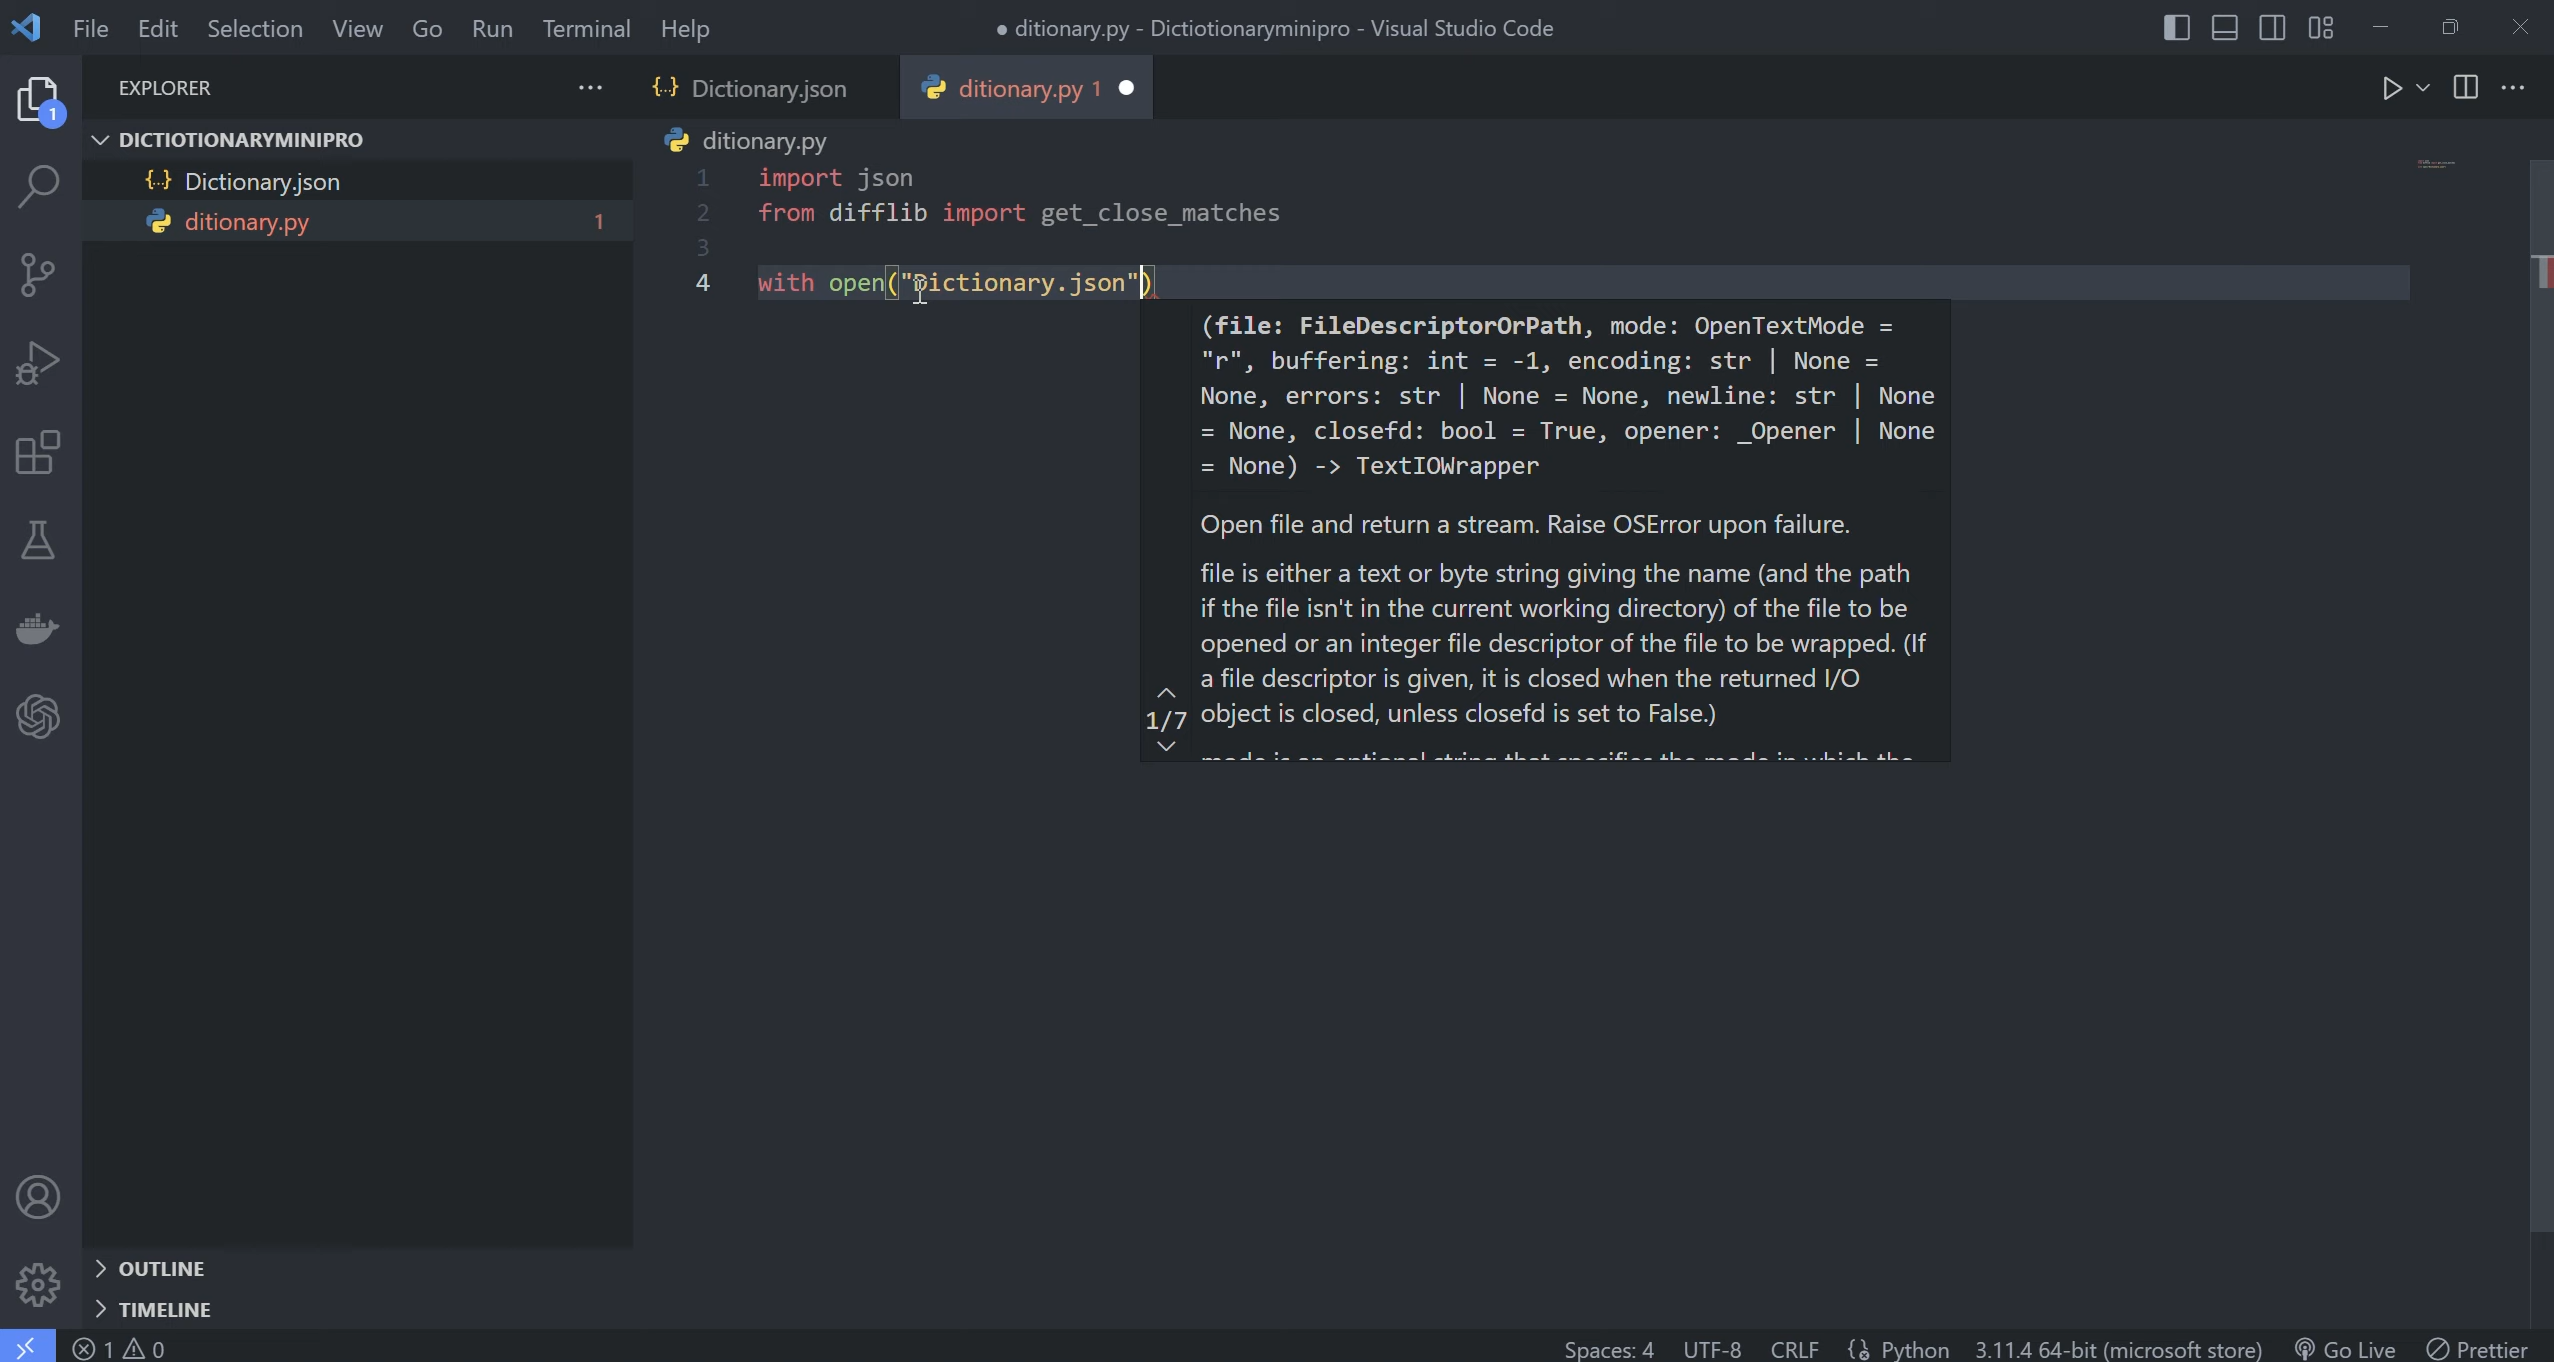 File Edit Selection View Go Run Terminal Help
● ditionary.py - Dictiotionaryminipro - Visual Studio Code
EXPLORER
Dictionary.json
ditionary.py 1
1
DICTIOTIONARYMINIPRO
ditionary.py
Dictionary.json
ditionary.py 1
1 import json
2 from difflib import get_close_matches
3
4 with open("Dictionary.json")
(file: FileDescriptorOrPath, mode: OpenTextMode =
"r", buffering: int = -1, encoding: str | None =
None, errors: str | None = None, newline: str | None
= None, closefd: bool = True, opener: _Opener | None
= None) -> TextIOWrapper
Open file and return a stream. Raise OSError upon failure.
file is either a text or byte string giving the name (and the path
if the file isn't in the current working directory) of the file to be
opened or an integer file descriptor of the file to be wrapped. (If
a file descriptor is given, it is closed when the returned I/O
object is closed, unless closefd is set to False.)
1/7
OUTLINE
TIMELINE
1 0
Spaces: 4 UTF-8 CRLF Python 3.11.4 64-bit (microsoft store) Go Live Prettier